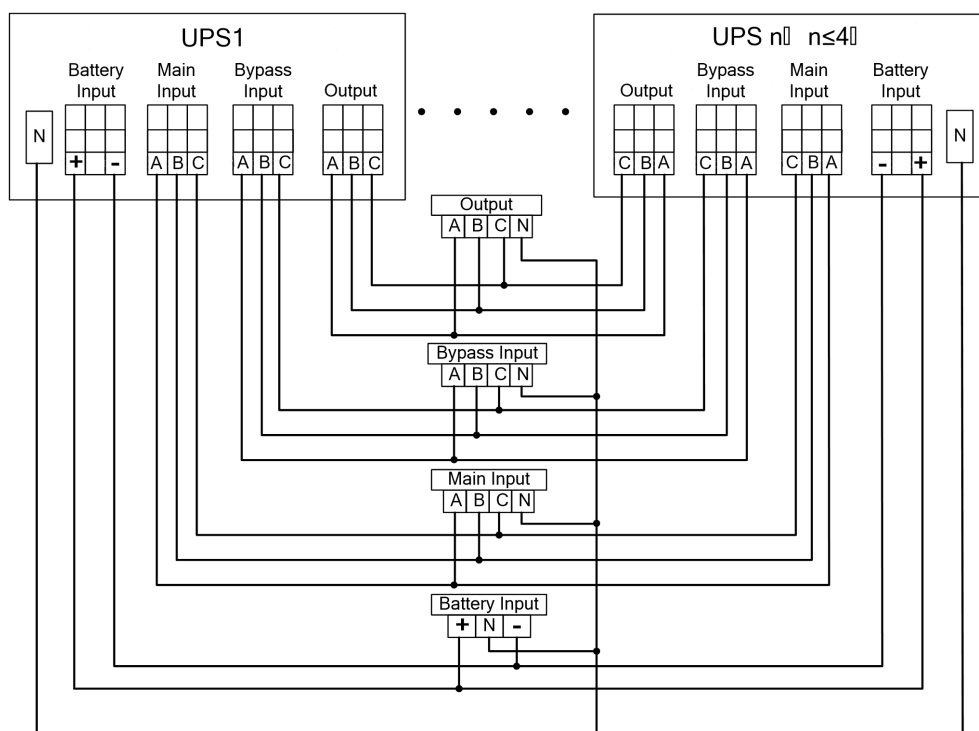 UPS1
UPS n▯ n≤4▯
Battery Input
Main Input
Bypass Input
Output
Output
Bypass Input
Main Input
Battery Input
N
+ - A B C A B C A B C
C B A C B A C B A - +
N
Output
A B C N
Bypass Input
A B C N
Main Input
A B C N
Battery Input
+ N -